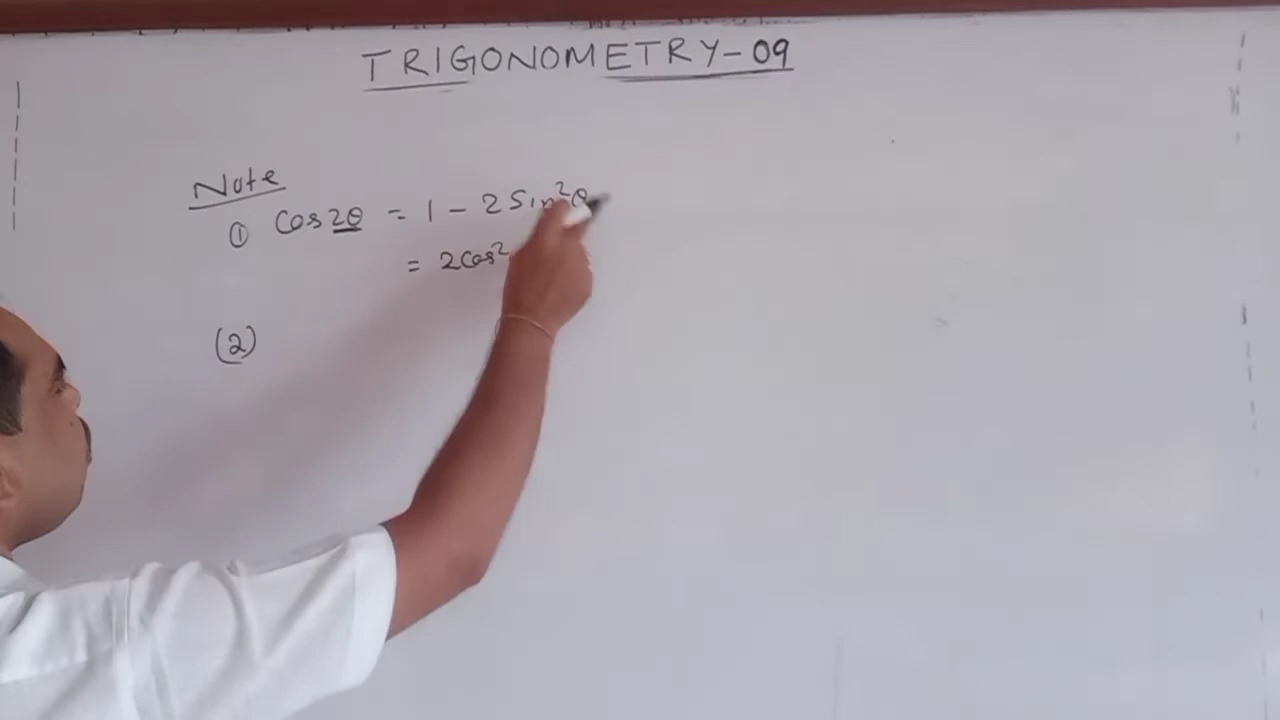 TRIGONOMETRY-09
Note
① Cos2θ = 1 - 2Sin²θ
= 2Cos²
(2)